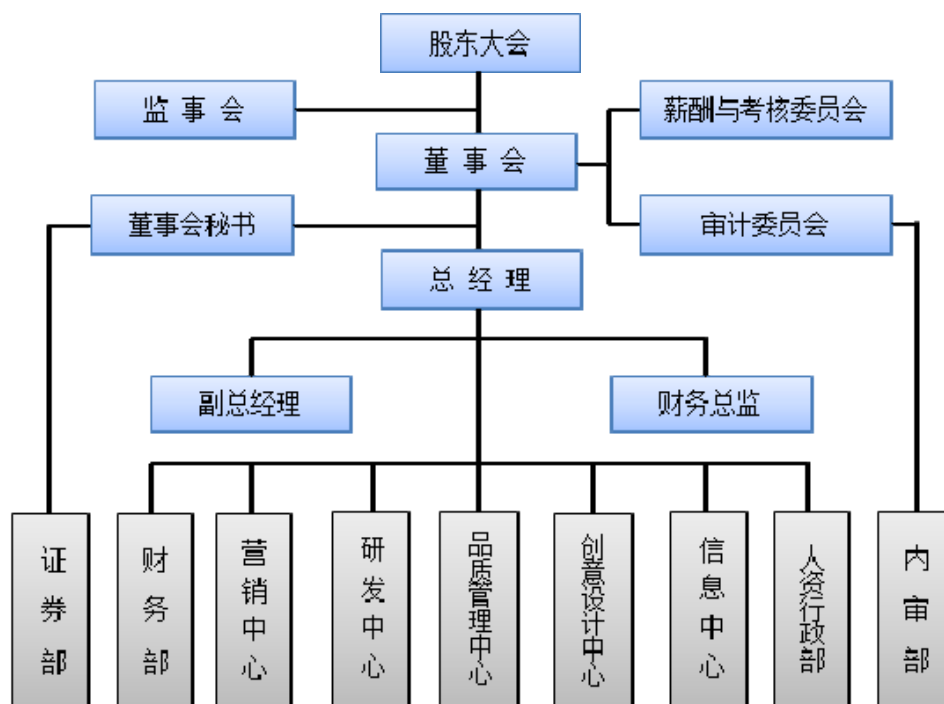 股东大会
监 事 会
薪酬与考核委员会
董 事 会
董事会秘书
审计委员会
总 经 理
副总经理
财务总监
证券部
财务部
营销中心
研发中心
品质管理中心
创意设计中心
信息中心
人资行政部
内审部